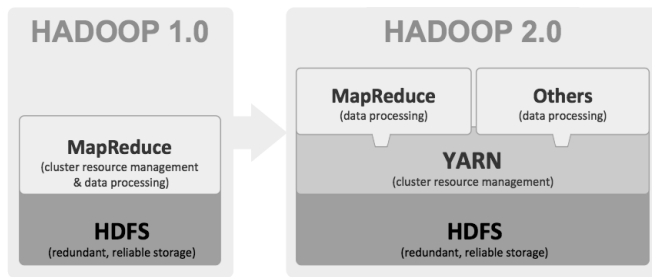 HADOOP 1.0
MapReduce
(cluster resource management
& data processing)
HDFS
(redundant, reliable storage)
HADOOP 2.0
MapReduce
(data processing)
Others
(data processing)
YARN
(cluster resource management)
HDFS
(redundant, reliable storage)